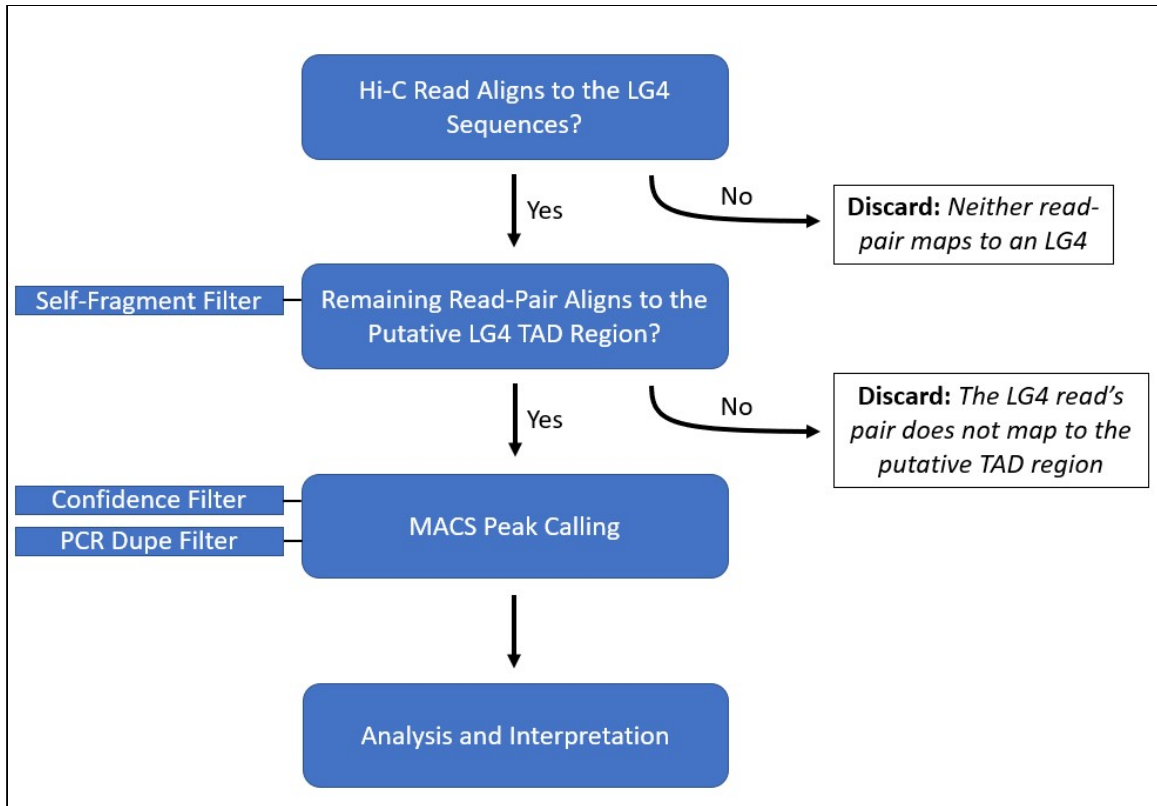 Hi-C Read Aligns to the LG4
Sequences?
Yes
No
Discard: Neither read-
pair maps to an LG4
Self-Fragment Filter
Remaining Read-Pair Aligns to the
Putative LG4 TAD Region?
Yes
No
Discard: The LG4 read's
pair does not map to the
putative TAD region
Confidence Filter
PCR Dupe Filter
MACS Peak Calling
Analysis and Interpretation